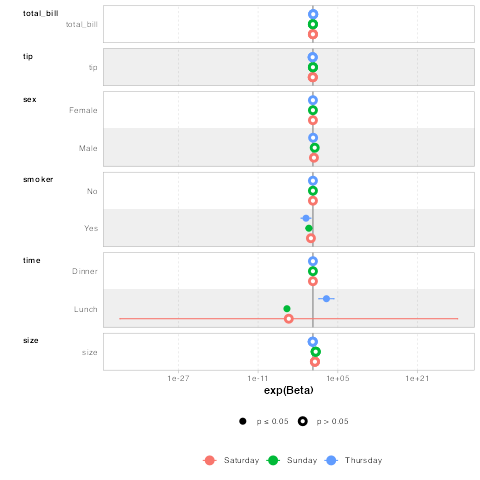 total_bill
total_bill
tip
tip
sex
Female
Male
smoker
No
Yes
time
Dinner
Lunch
size
size
1e-27 1e-11 1e+05 1e+21
exp(Beta)
p ≤ 0.05 p > 0.05
Saturday Sunday Thursday